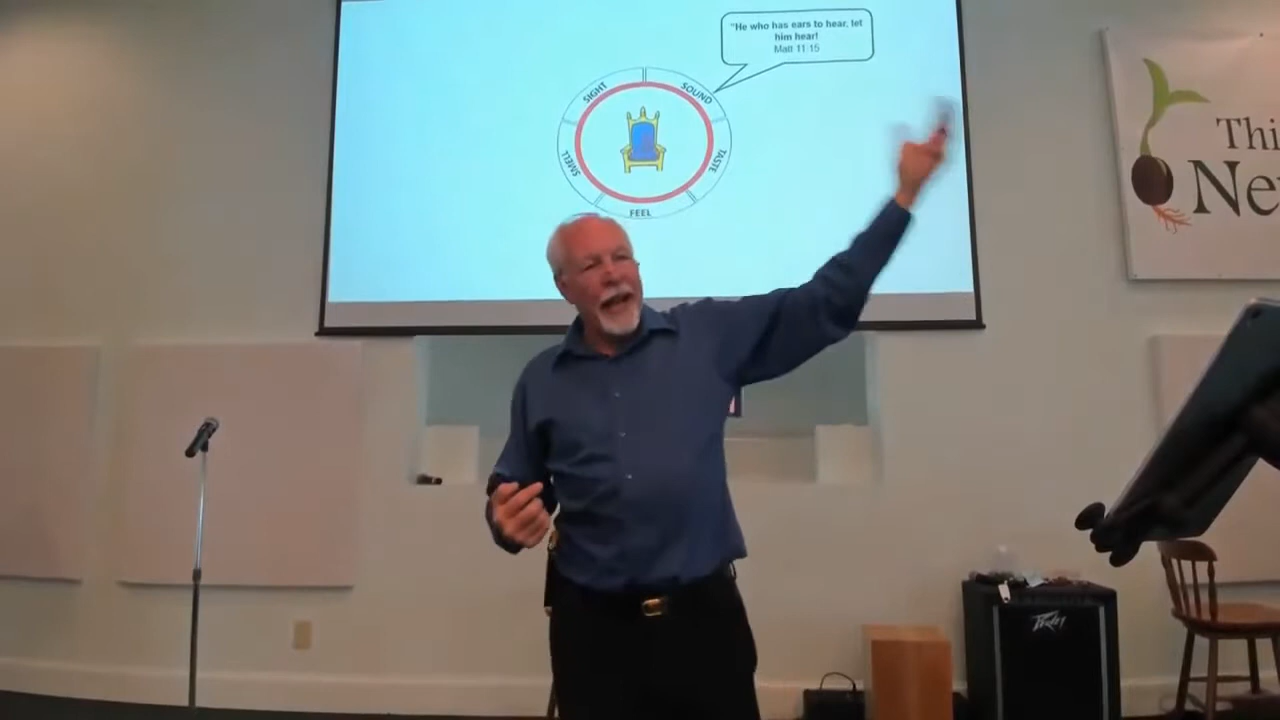 "He who has ears to hear, let
him hear!
Matt 11:15
SIGHT
SOUND
SMELL
TASTE
FEEL
Thi
Ne
PEAVEY